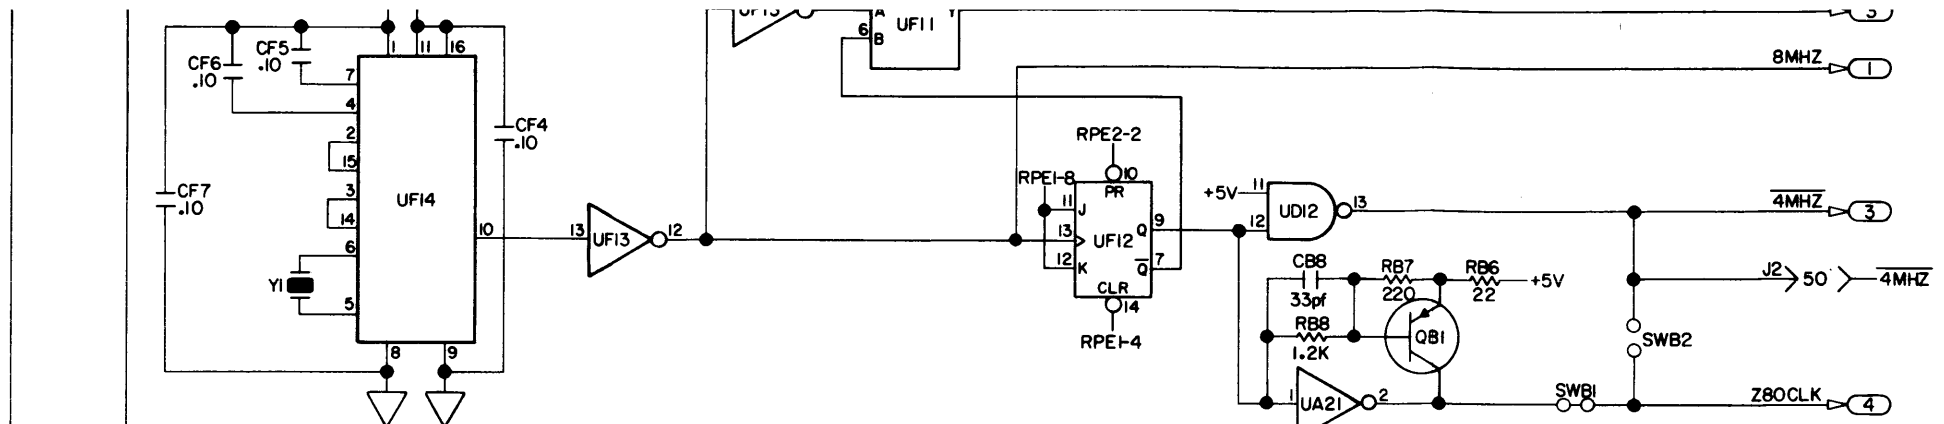 UF13
A
Y
UF11
6
B
3
CF5
.10
CF6
.10
1
11
16
8MHZ
1
7
4
2
15
3
14
6
5
10
8
9
UF14
CF4
.10
CF7
.10
Y1
13
UF13
12
RPE2-2
10
PR
RPE1-8
11
J
13
UF12
12
K
Q
9
Q̅
7
CLR
14
RPE1-4
+5V
11
12
UD12
13
4MHZ
3
CB8
33pf
RB7
220
RB6
22
+5V
J2
50
4MHZ
RB8
1.2K
QB1
SWB2
1
UA21
2
SWB1
Z80CLK
4